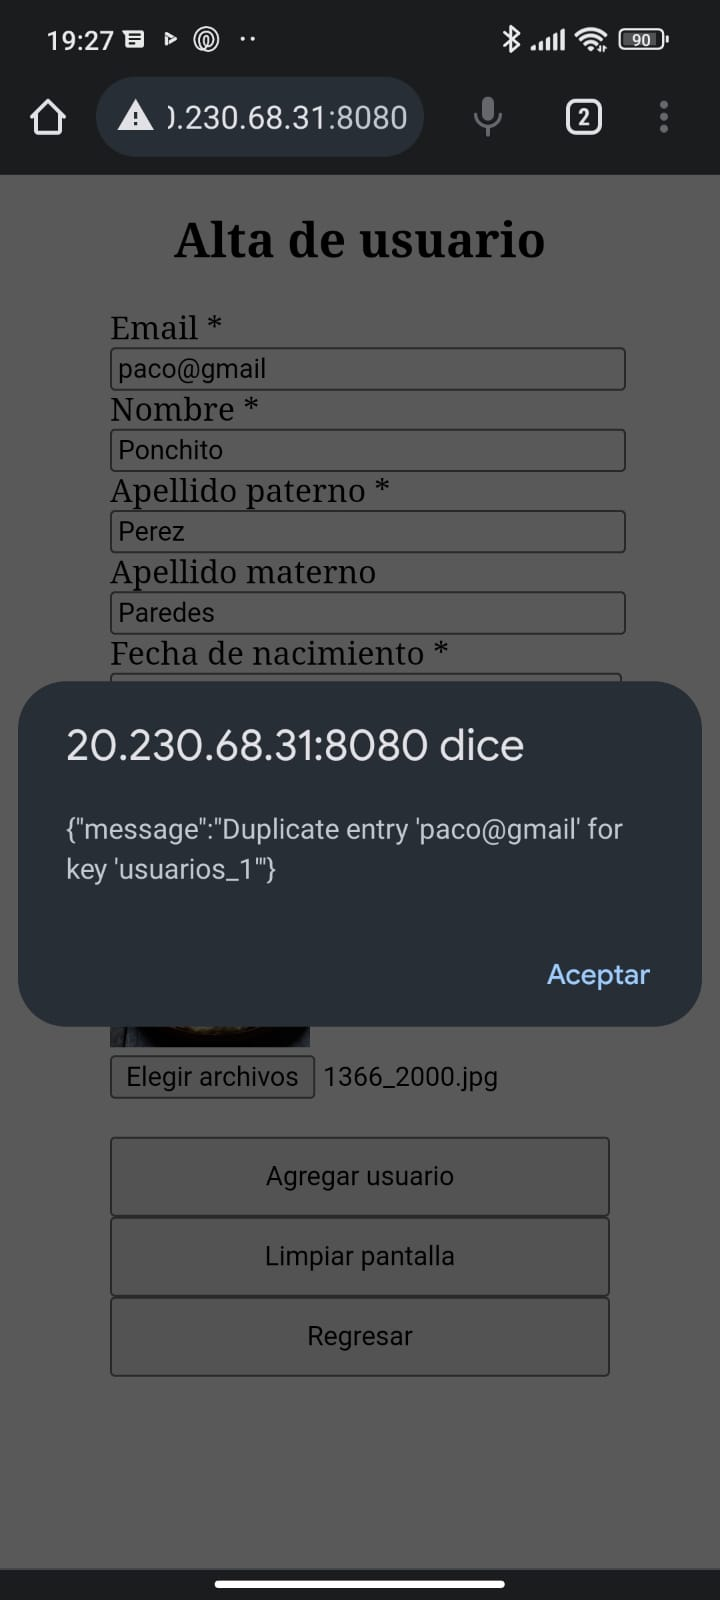 19:27
90
0.230.68.31:8080
2
Alta de usuario
Email *
paco@gmail
Nombre *
Ponchito
Apellido paterno *
Perez
Apellido materno
Paredes
Fecha de nacimiento *
20.230.68.31:8080 dice
{"message":"Duplicate entry 'paco@gmail' for
key 'usuarios_1'"}
Aceptar
Elegir archivos 1366_2000.jpg
Agregar usuario
Limpiar pantalla
Regresar